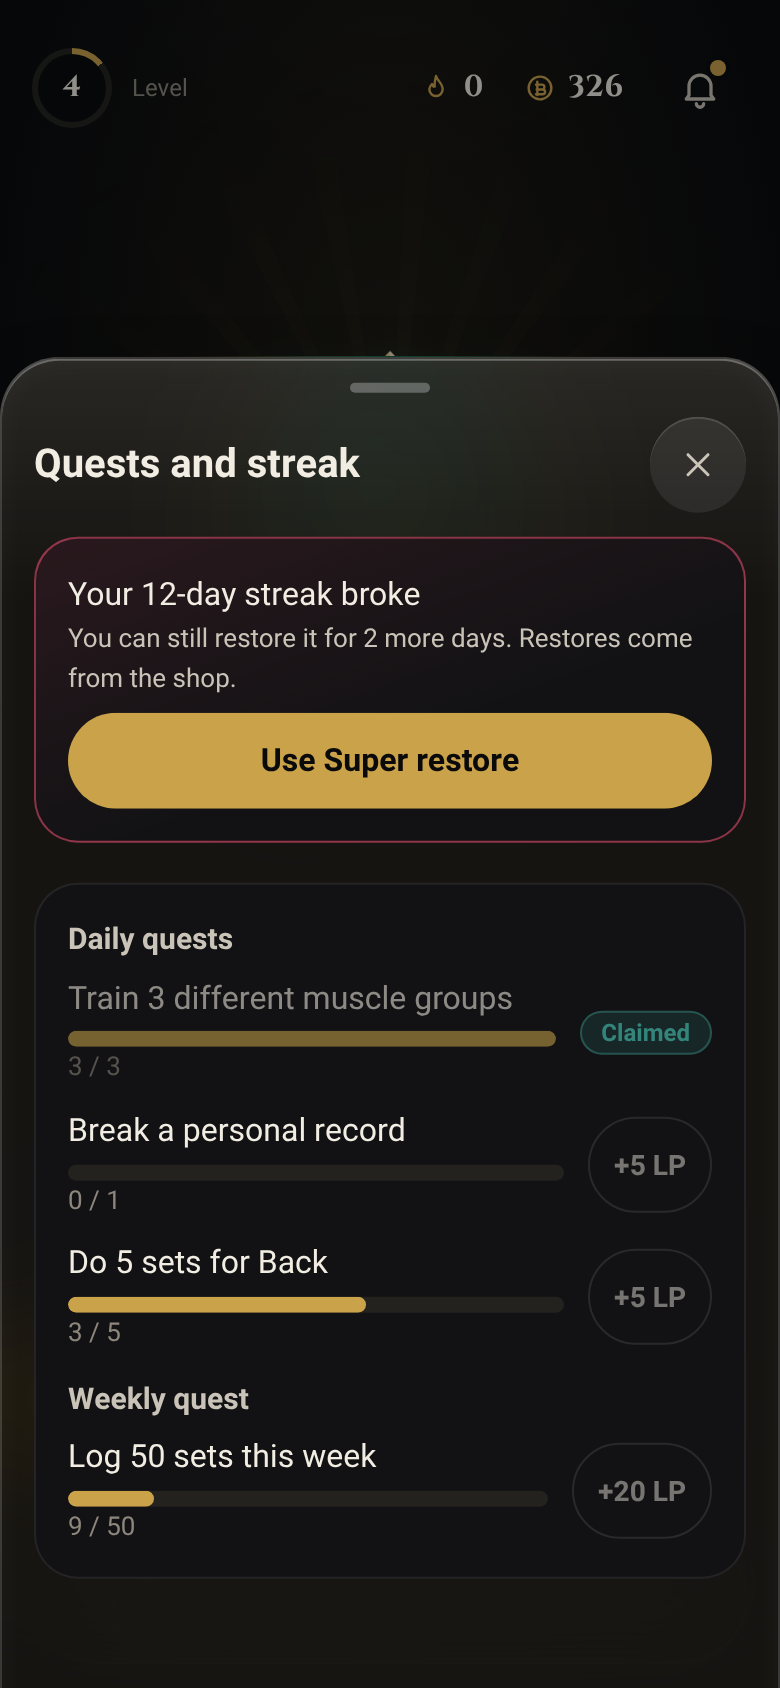 4 Level 0 326
Quests and streak
Your 12-day streak broke
You can still restore it for 2 more days. Restores come
from the shop.
Use Super restore
Daily quests
Train 3 different muscle groups
Claimed
3 / 3
Break a personal record
+5 LP
0 / 1
Do 5 sets for Back
+5 LP
3 / 5
Weekly quest
Log 50 sets this week
+20 LP
9 / 50